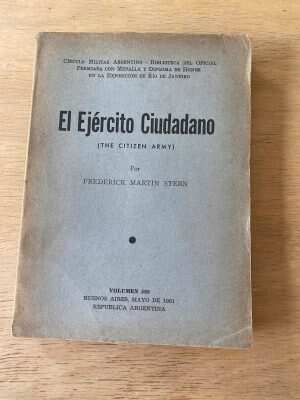 Círculo Militar Argentino - Biblioteca del Oficial
Premiada con Medalla y Diploma de Honor
en la Exposición de Río de Janeiro
El Ejército Ciudadano
(THE CITIZEN ARMY)
Por
FREDERICK MARTIN STERN
VOLUMEN
BUENOS AIRES, MAYO DE 1961
REPUBLICA ARGENTINA